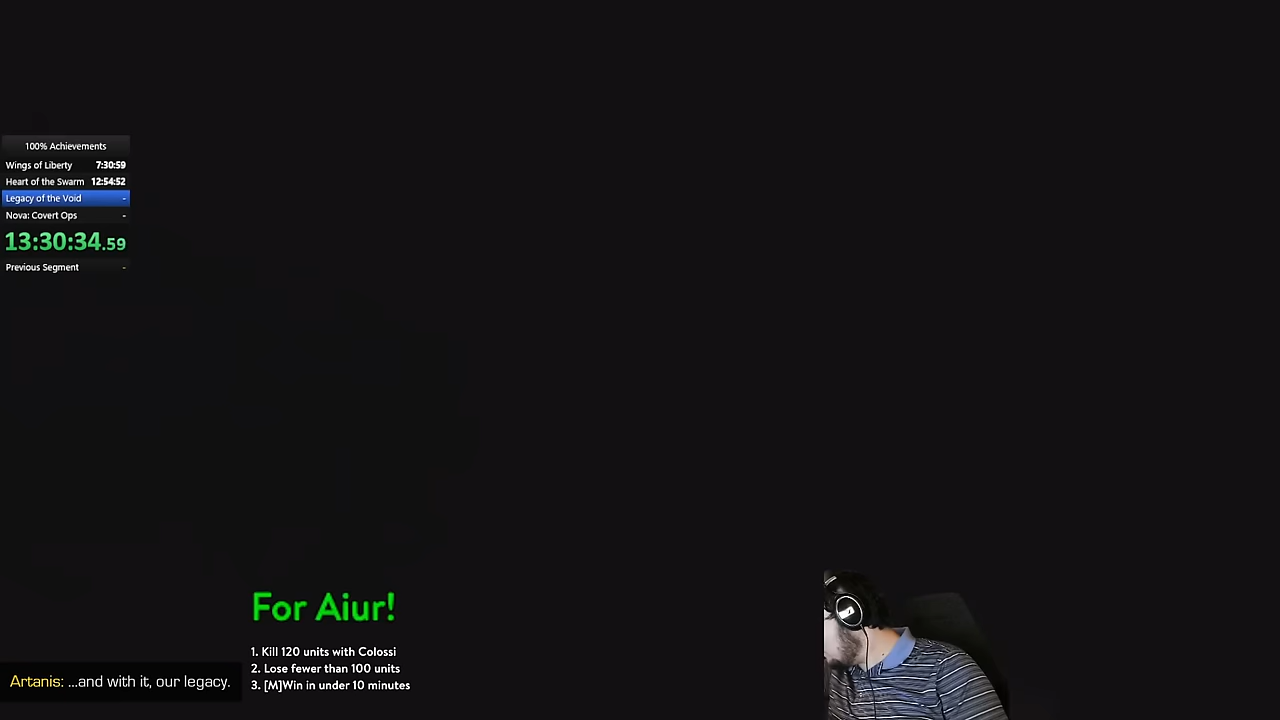 100% Achievements
Wings of Liberty 7:30:59
Heart of the Swarm 12:54:52
Legacy of the Void -
Nova: Covert Ops -
13:30:34.59
Previous Segment -
For Aiur!
1. Kill 120 units with Colossi
2. Lose fewer than 100 units
3. [M]Win in under 10 minutes
Artanis: ...and with it, our legacy.